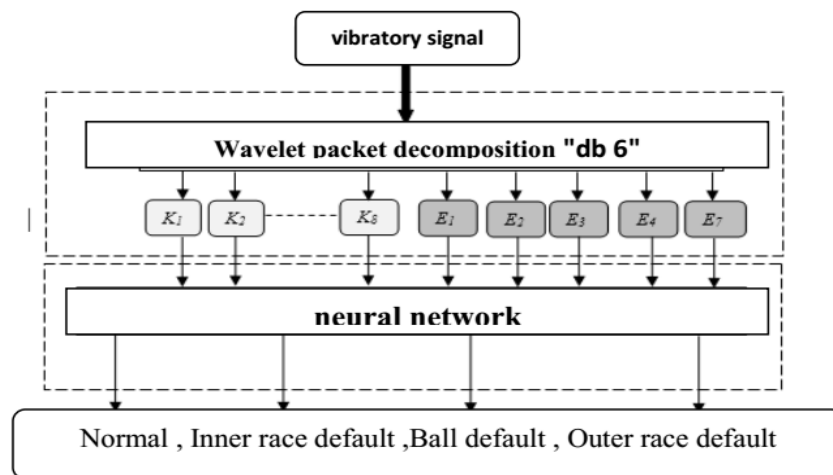 vibratory signal
Wavelet packet decomposition "db 6"
K1 K2 K8 E1 E2 E3 E4 E7
neural network
Normal , Inner race default ,Ball default , Outer race default